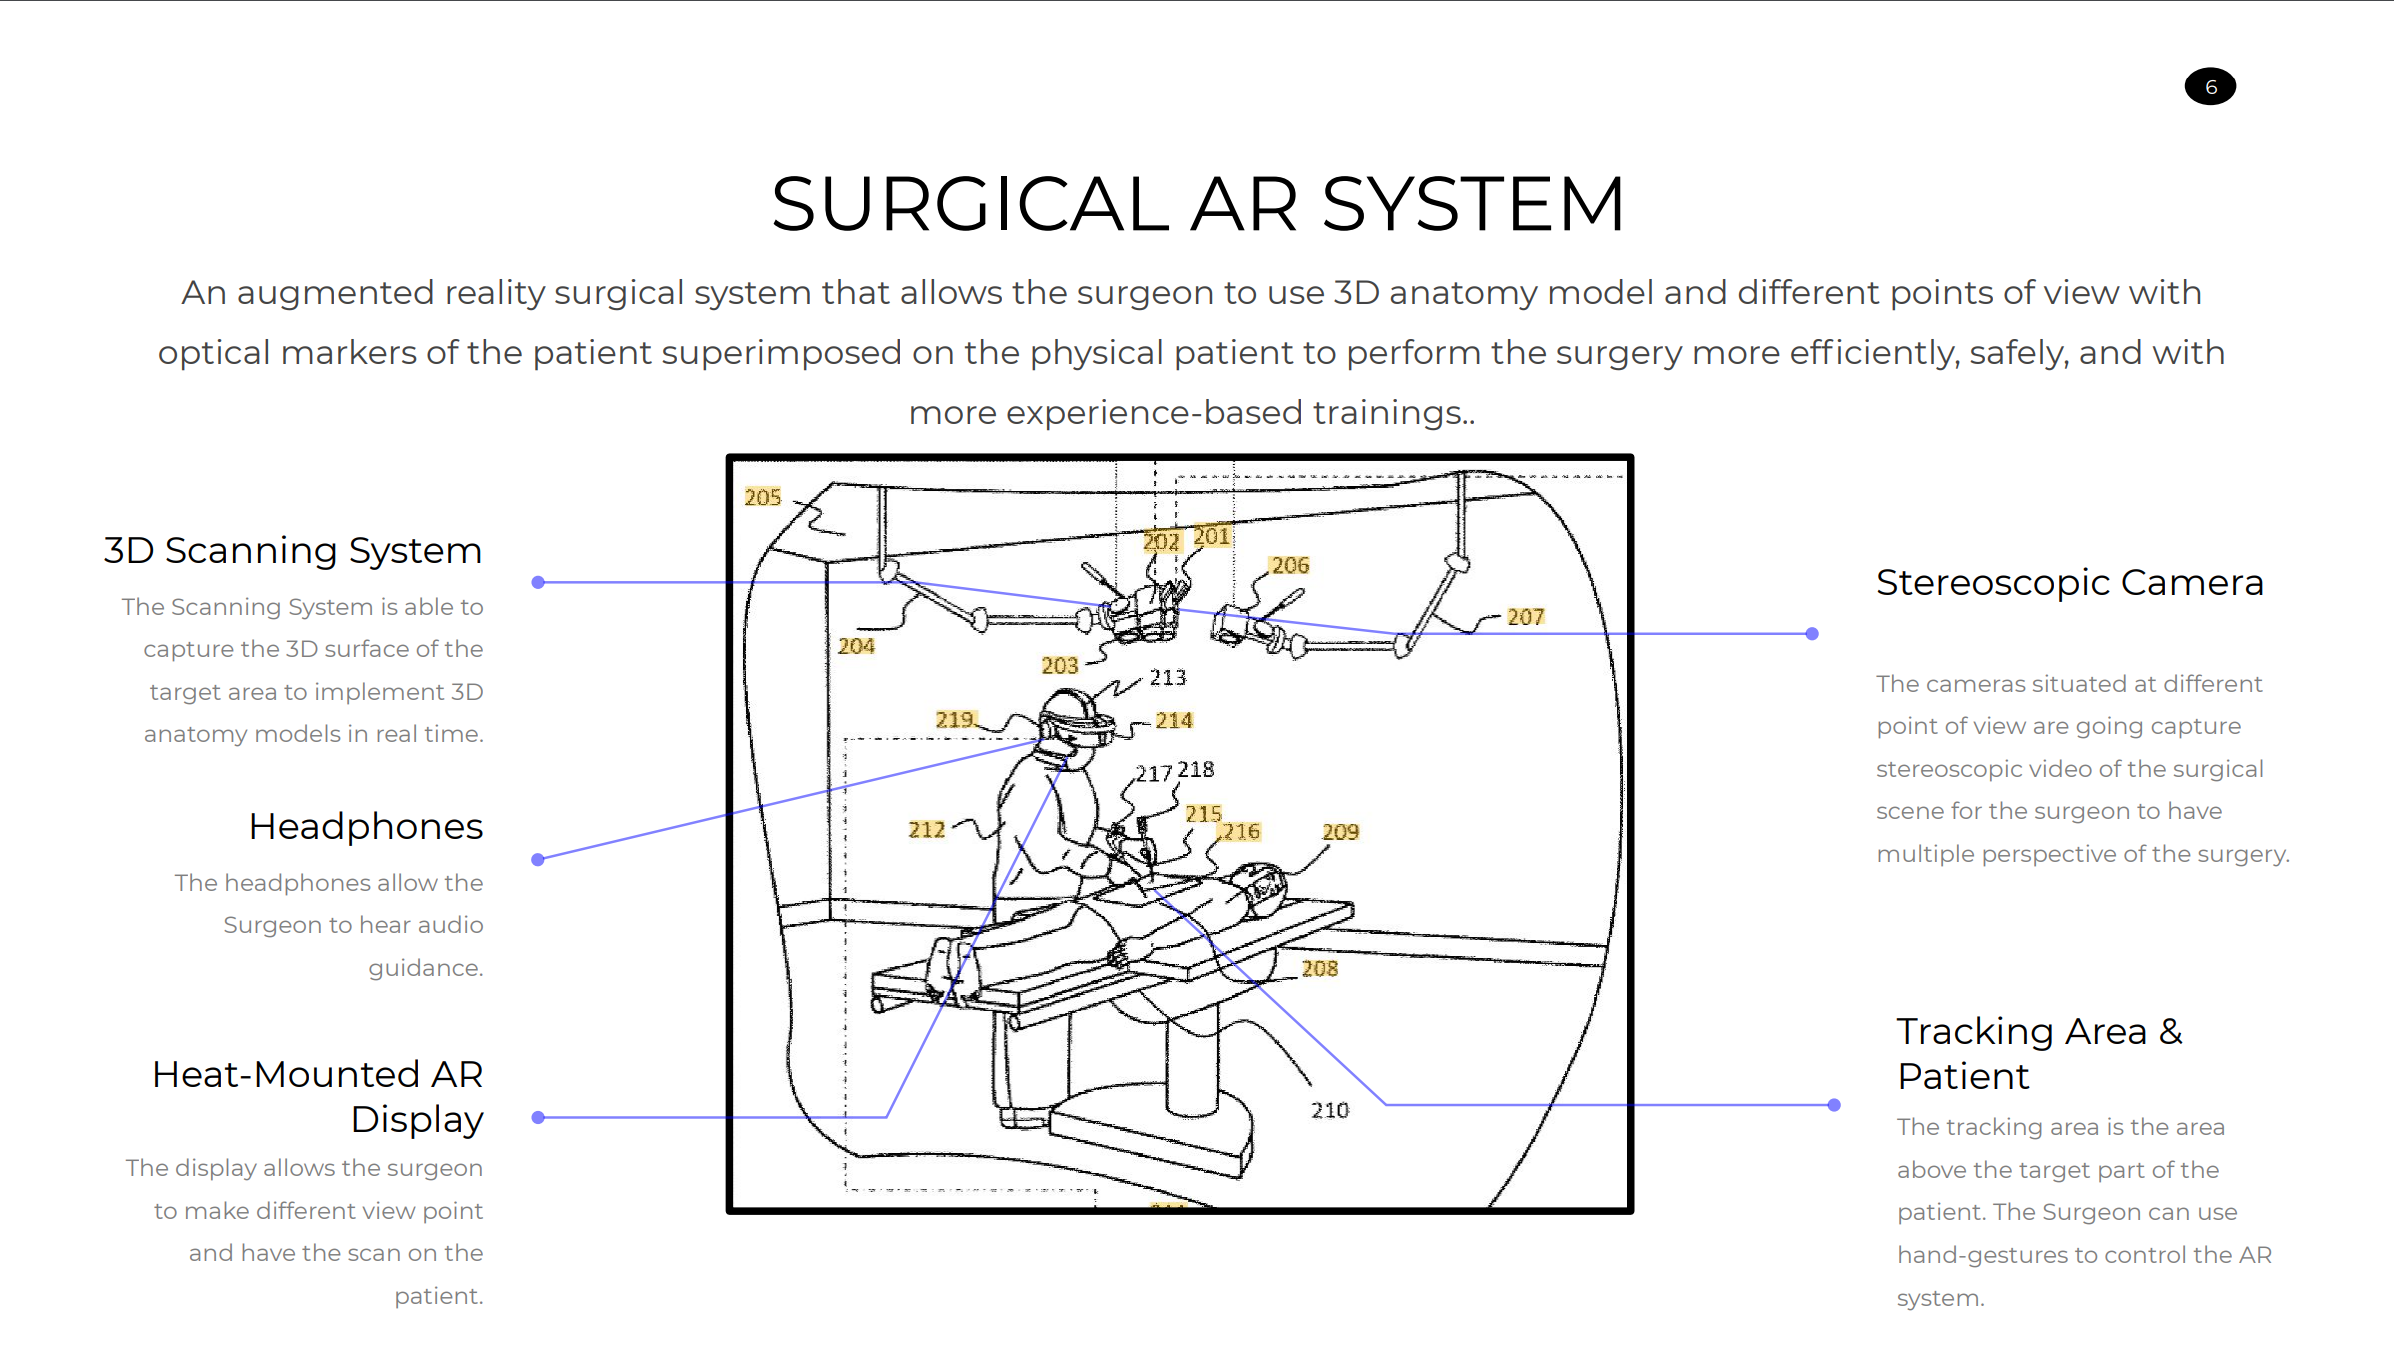 6
SURGICAL AR SYSTEM
An augmented reality surgical system that allows the surgeon to use 3D anatomy model and different points of view with
optical markers of the patient superimposed on the physical patient to perform the surgery more efficiently, safely, and with
more experience-based trainings..
3D Scanning System
The Scanning System is able to
capture the 3D surface of the
target area to implement 3D
anatomy models in real time.
Headphones
The headphones allow the
Surgeon to hear audio
guidance.
Heat-Mounted AR
Display
The display allows the surgeon
to make different view point
and have the scan on the
patient.
205
202
201
206
207
204
203
213
219
214
217
218
215
216
212
209
208
210
Stereoscopic Camera
The cameras situated at different
point of view are going capture
stereoscopic video of the surgical
scene for the surgeon to have
multiple perspective of the surgery.
Tracking Area &
Patient
The tracking area is the area
above the target part of the
patient. The Surgeon can use
hand-gestures to control the AR
system.